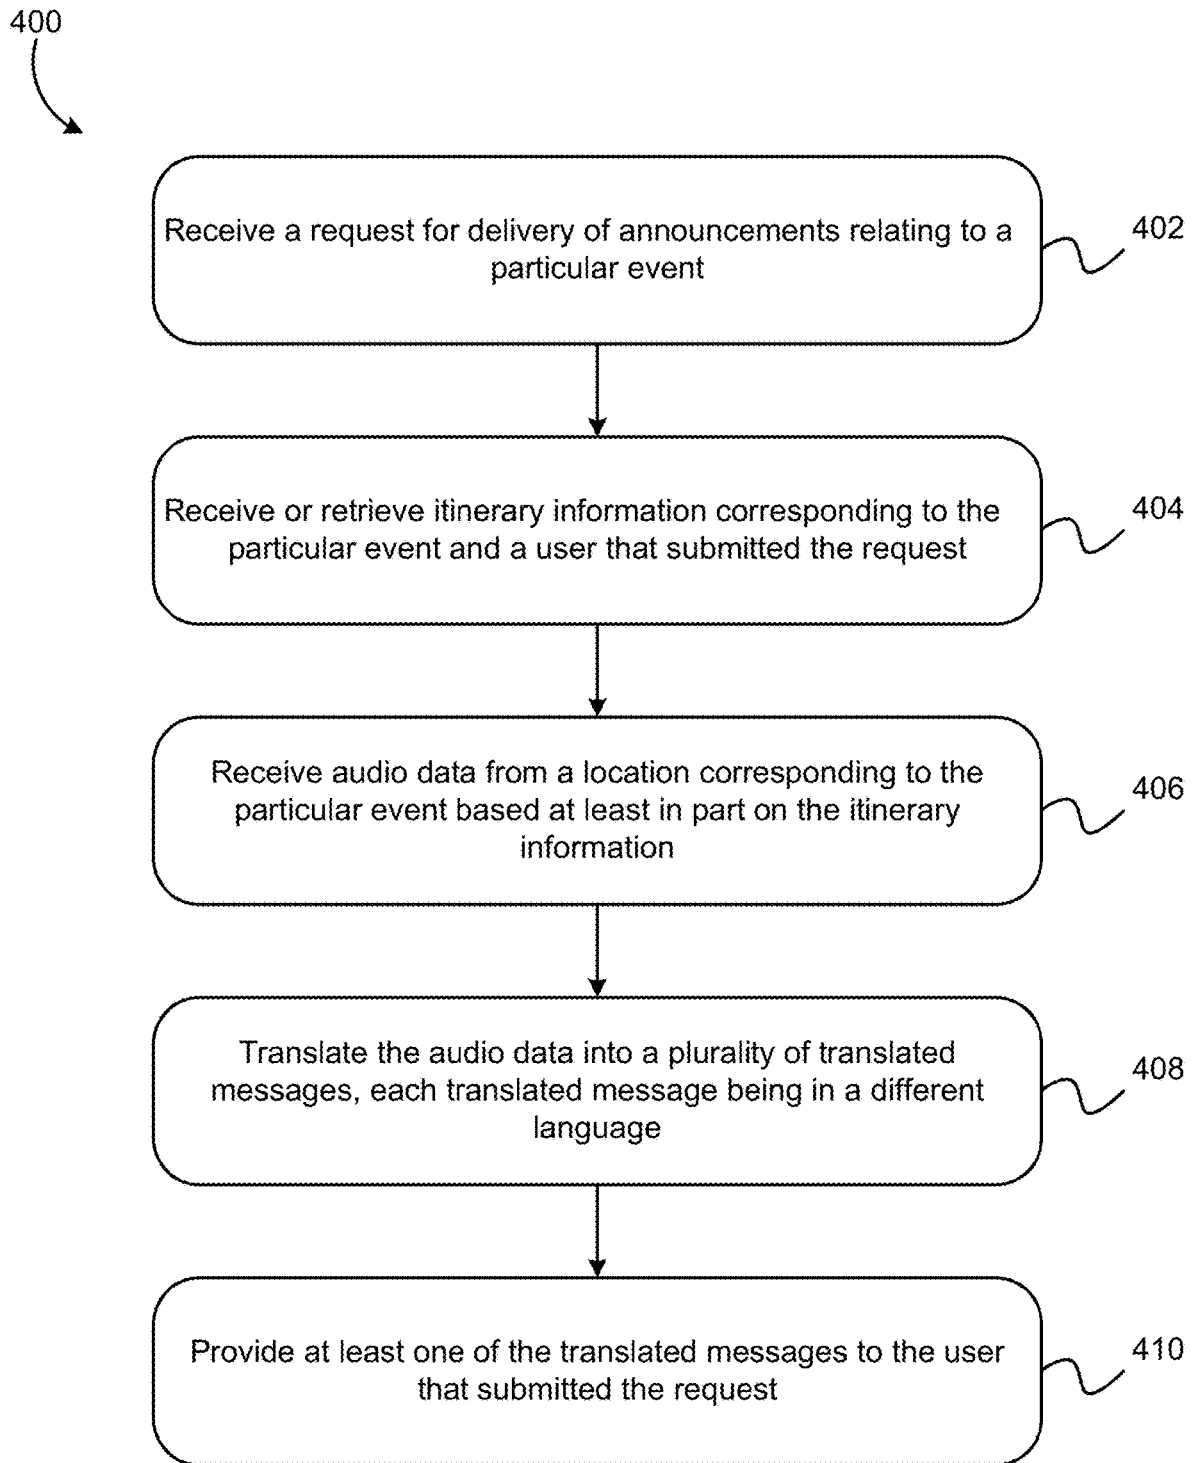 400
Receive a request for delivery of announcements relating to a
particular event
402
Receive or retrieve itinerary information corresponding to the
particular event and a user that submitted the request
404
Receive audio data from a location corresponding to the
particular event based at least in part on the itinerary
information
406
Translate the audio data into a plurality of translated
messages, each translated message being in a different
language
408
Provide at least one of the translated messages to the user
that submitted the request
410